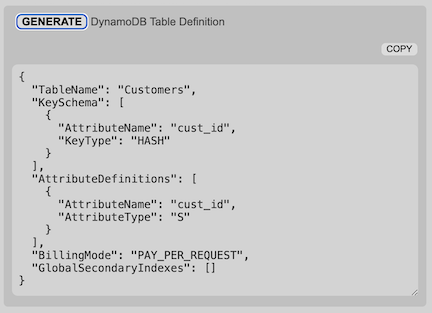 GENERATE DynamoDB Table Definition
COPY
{
  "TableName": "Customers",
  "KeySchema": [
    {
      "AttributeName": "cust_id",
      "KeyType": "HASH"
    }
  ],
  "AttributeDefinitions": [
    {
      "AttributeName": "cust_id",
      "AttributeType": "S"
    }
  ],
  "BillingMode": "PAY_PER_REQUEST",
  "GlobalSecondaryIndexes": []
}